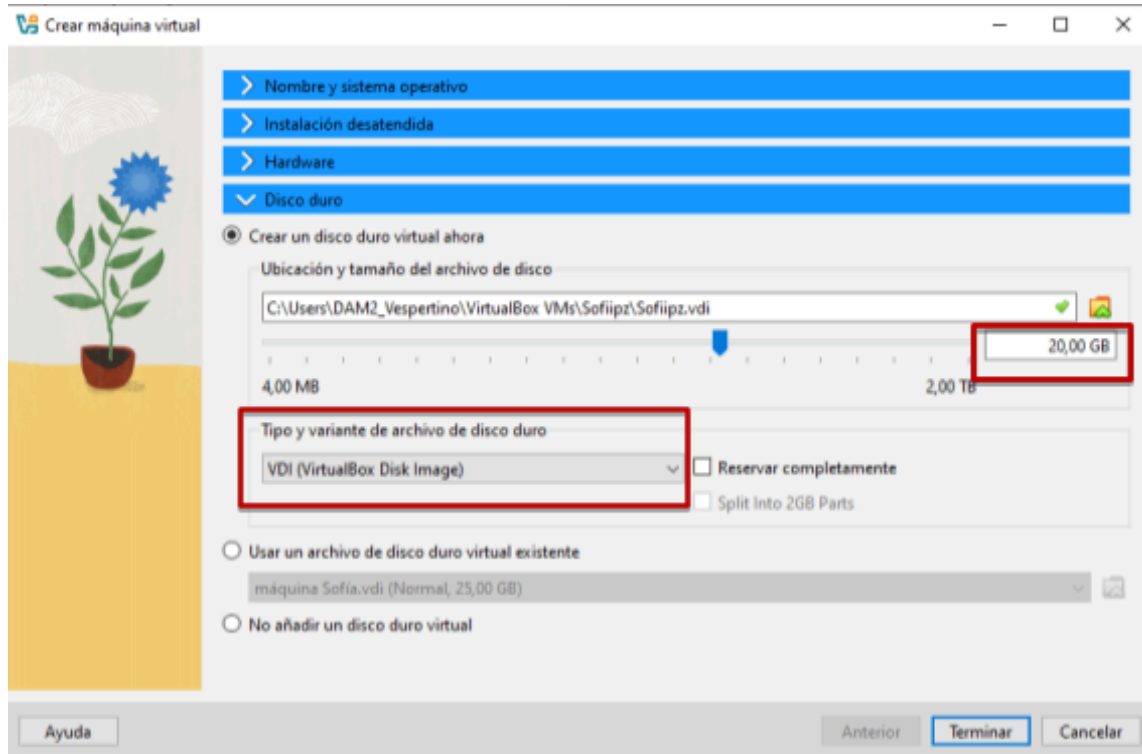 Crear máquina virtual
Nombre y sistema operativo
Instalación desatendida
Hardware
Disco duro
Crear un disco duro virtual ahora
Ubicación y tamaño del archivo de disco
C:\Users\DAM2_Vespertino\VirtualBox VMs\Sofiipz\Sofiipz.vdi
20,00 GB
4,00 MB 2,00 TB
Tipo y variante de archivo de disco duro
VDI (VirtualBox Disk Image) Reservar completamente
Split Into 2GB Parts
Usar un archivo de disco duro virtual existente
máquina Sofía.vdi (Normal, 25,00 GB)
No añadir un disco duro virtual
Ayuda Anterior Terminar Cancelar